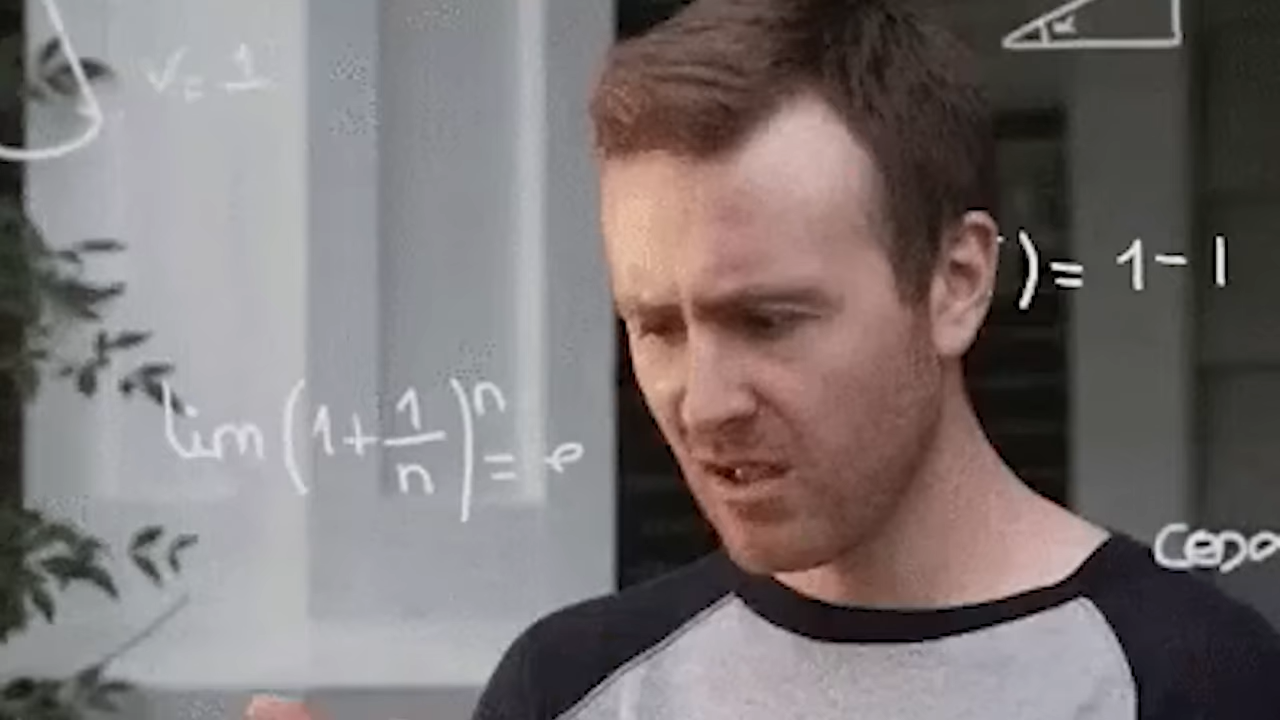 V = 1
α
) = 1 - 1
lim (1 + 1/n)^n = e